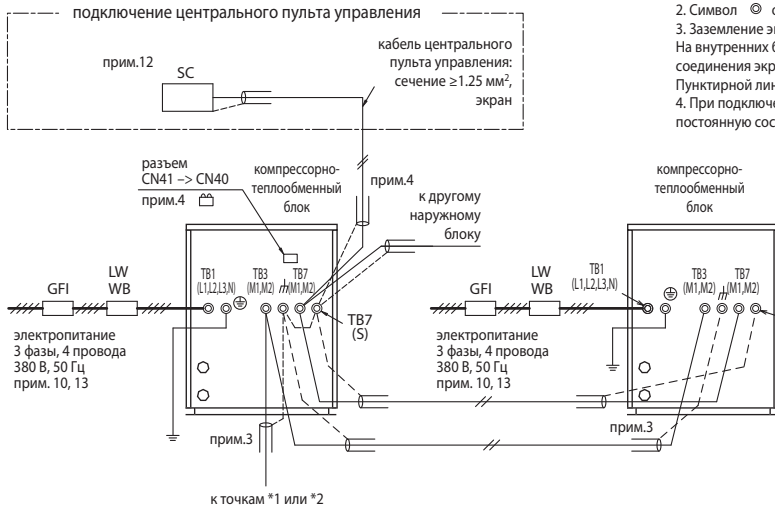 подключение центрального пульта управления
прим.12
SC
кабель центрального
пульта управления:
сечение ≥1.25 мм²,
экран
2. Символ ◎
3. Заземление
На внутренних
соединения
Пунктирной
4. При
постоянную
разъем
CN41 –> CN40
прим.4
компрессорно-
теплообменный
блок
прим.4
к другому
наружному
блоку
GFI
LW
WB
TB1
(L1,L2,L3,N)
TB3
(M1,M2)
TB7
(M1,M2)
TB7
(S)
электропитание
3 фазы, 4 провода
380 В, 50 Гц
прим. 10, 13
прим.3
к точкам *1 или *2
компрессорно-
теплообменный
блок
GFI
LW
WB
TB1
(L1,L2,L3,N)
TB3
(M1,M2)
TB7
(M1,M2)
электропитание
3 фазы, 4 провода
380 В, 50 Гц
прим. 10, 13
прим.3